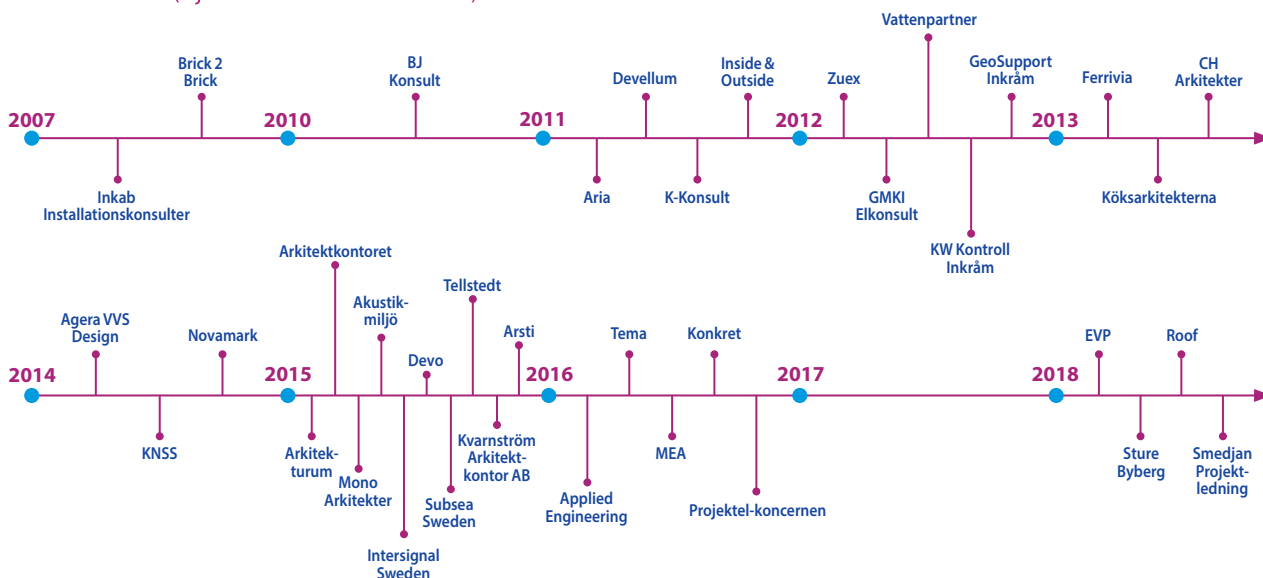 Vattenpartner
Brick 2
Brick
BJ
Konsult
Devellum
Inside &
Outside
Zuex
GeoSupport
Inkråm
Ferrivia
CH
Arkitekter
2007
2010
2011
2012
2013
Inkab
Installationskonsulter
Aria
K-Konsult
GMKI
Elkonsult
KW Kontroll
Inkråm
Köksarkitekterna
Arkitektkontoret
Tellstedt
Akustik-
miljö
Agera VVS
Design
Novamark
Devo
Arsti
Tema
Konkret
EVP
Roof
2014
2015
2016
2017
2018
KNSS
Arkitek-
turum
Mono
Arkitekter
Intersignal
Sweden
Subsea
Sweden
Kvarnström
Arkitekt-
kontor AB
Applied
Engineering
MEA
Projektel-koncernen
Sture
Byberg
Smedjan
Projekt-
ledning